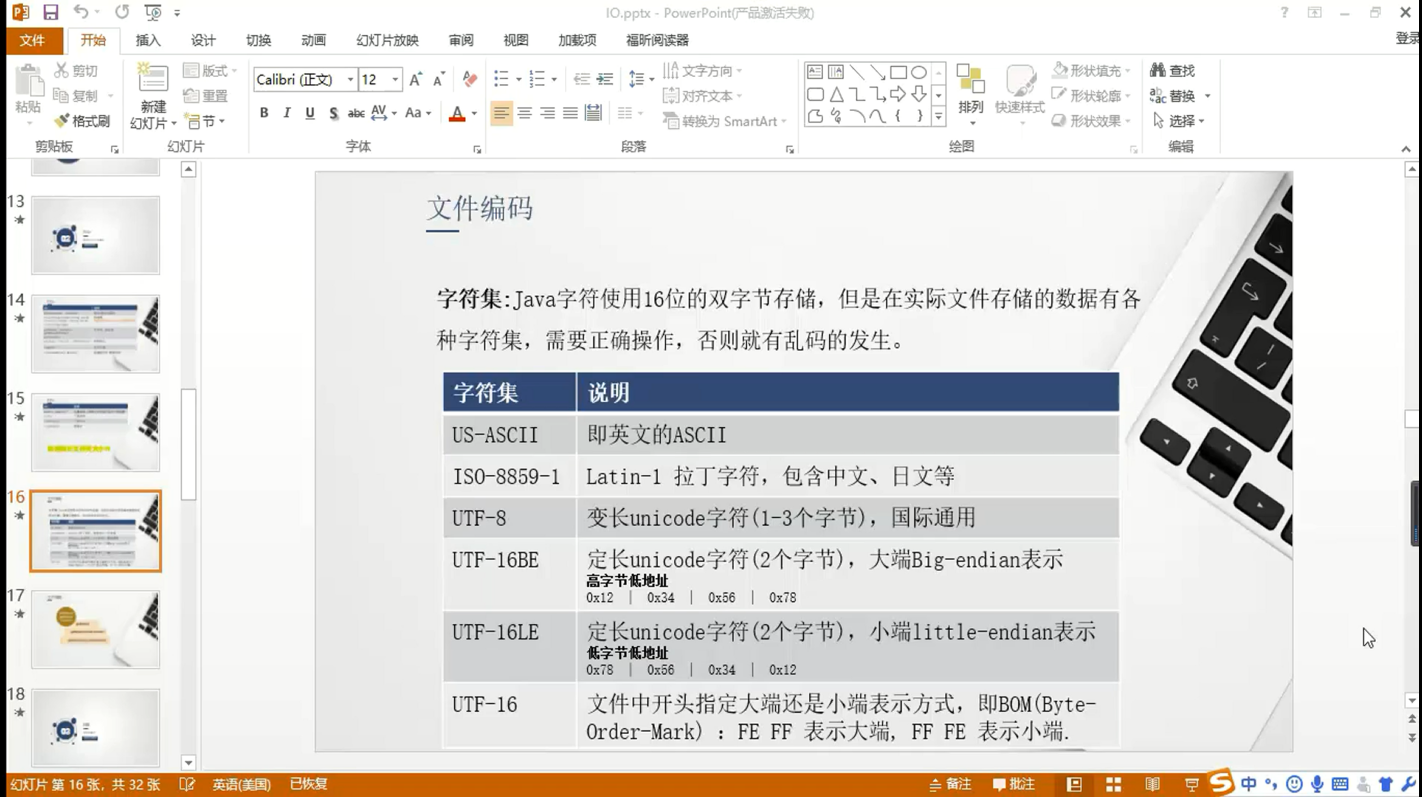 IO.pptx - PowerPoint(产品激活失败)
文件 开始 插入 设计 切换 动画 幻灯片放映 审阅 视图 加载项 福昕阅读器 登录
粘贴 剪切 复制 格式刷
新建 幻灯片 版式 重置 节
Calibri (正文) 12
B I U S abc AV Aa A
文字方向 对齐文本 转换为 SmartArt
排列 快速样式 形状填充 形状轮廓 形状效果
查找 替换 选择
剪贴板 幻灯片 字体 段落 绘图 编辑
13
14
15
16
17
18
文件编码
字符集:Java字符使用16位的双字节存储，但是在实际文件存储的数据有各
种字符集，需要正确操作，否则就有乱码的发生。
字符集 说明
US-ASCII 即英文的ASCII
ISO-8859-1 Latin-1 拉丁字符，包含中文、日文等
UTF-8 变长unicode字符(1-3个字节)，国际通用
UTF-16BE 定长unicode字符(2个字节)，大端Big-endian表示
高字节低地址
0x12 | 0x34 | 0x56 | 0x78
UTF-16LE 定长unicode字符(2个字节)，小端little-endian表示
低字节低地址
0x78 | 0x56 | 0x34 | 0x12
UTF-16 文件中开头指定大端还是小端表示方式，即BOM(Byte-
Order-Mark) : FE FF 表示大端, FF FE 表示小端.
幻灯片 第 16 张，共 32 张 英语(美国) 已恢复 备注 批注 中